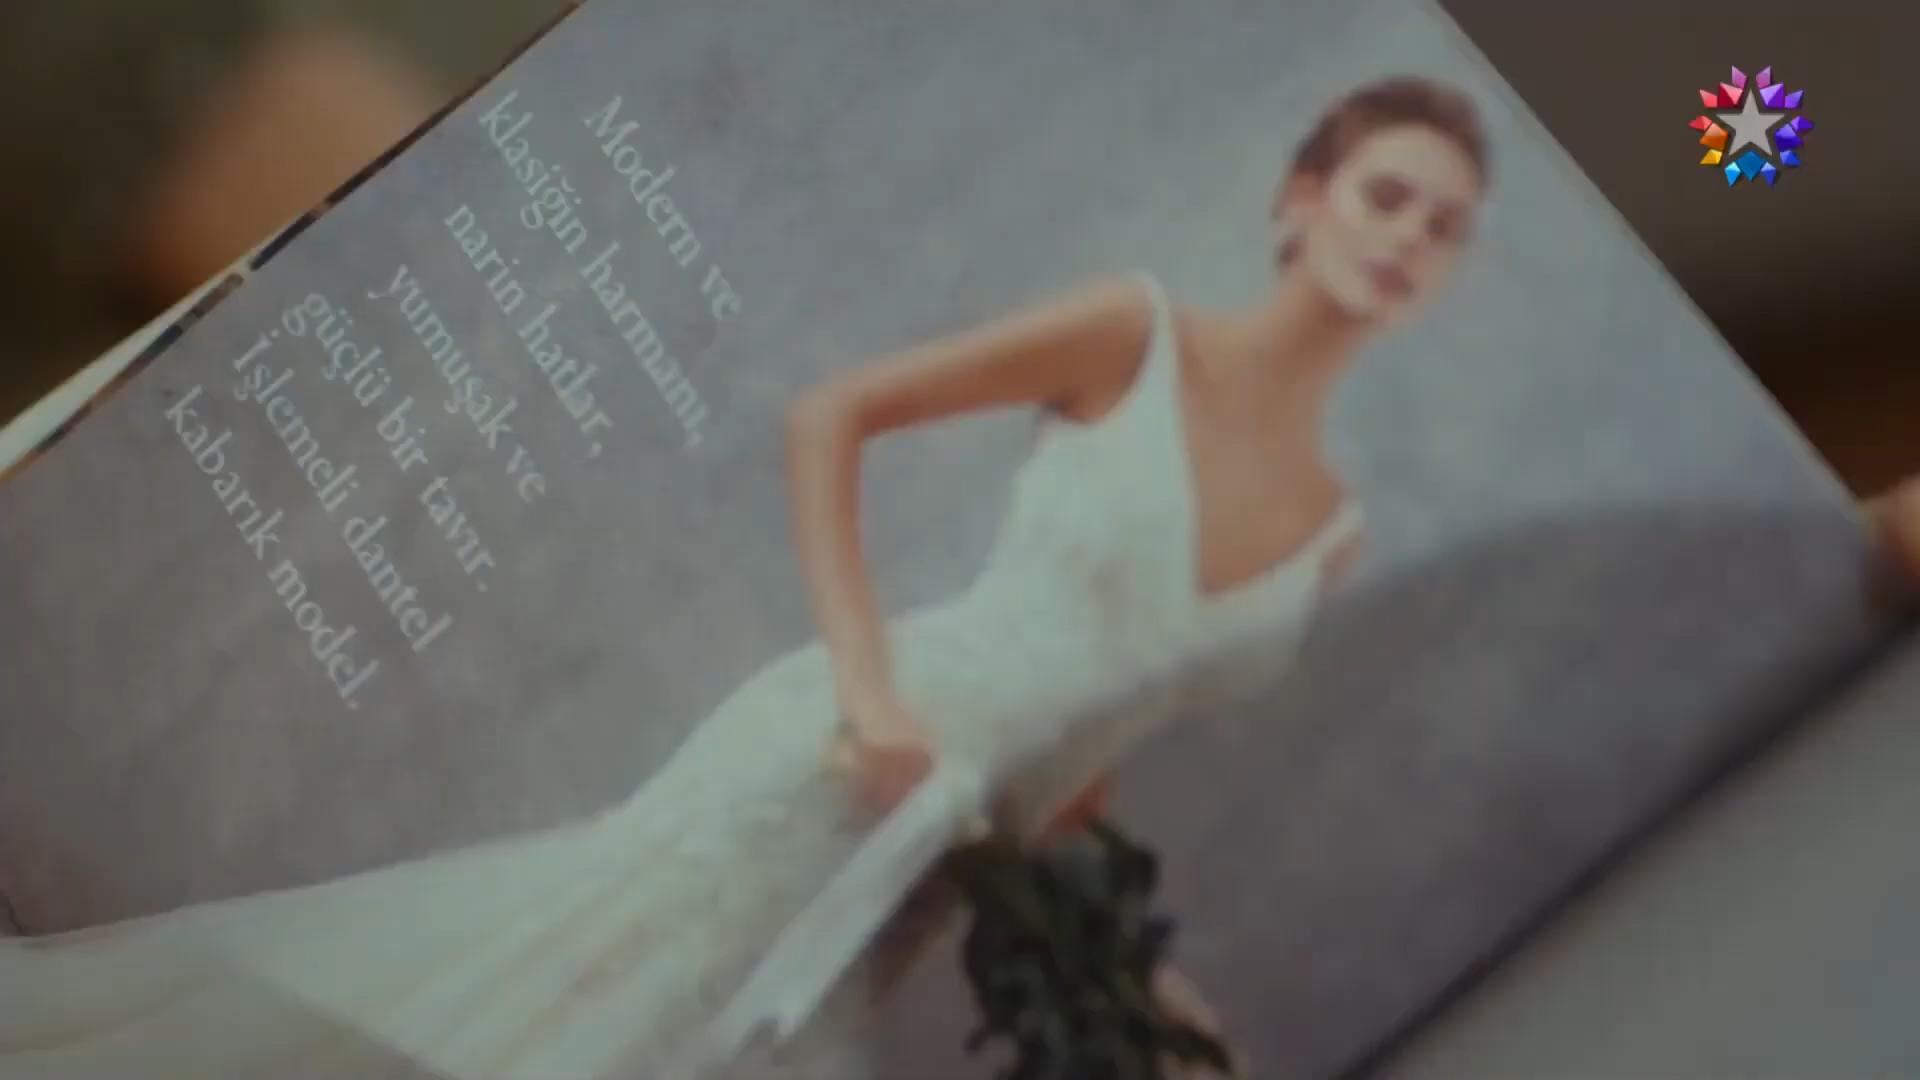 Modern ve
klasiğin harmanı,
narin hatlar,
yumuşak ve
güçlü bir tavır.
İşlemeli dantel
kabarık model.